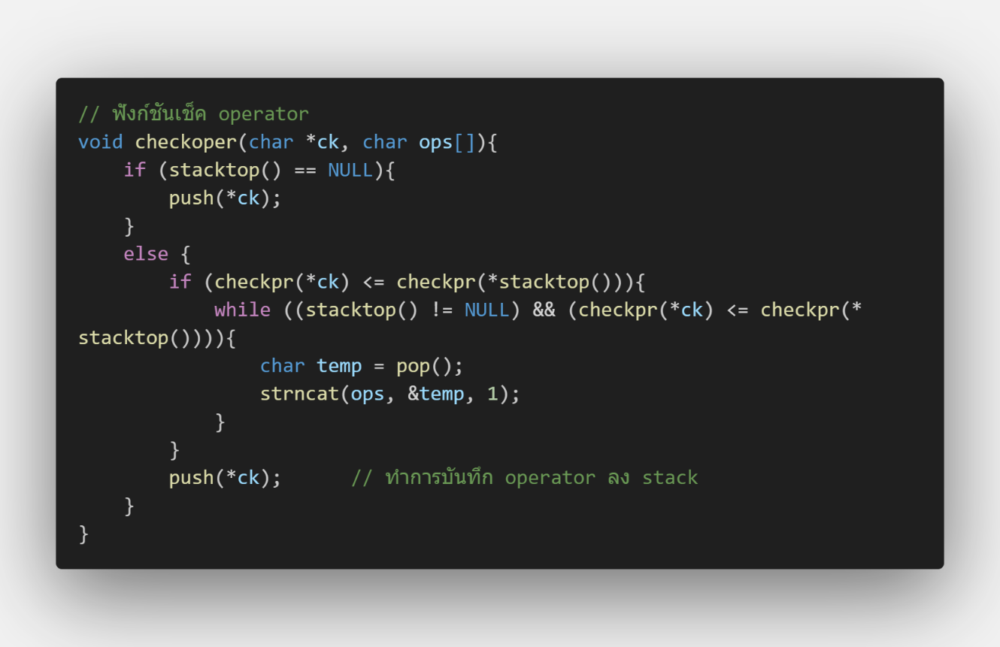 // ฟังก์ชันเช็ค operator
void checkoper(char *ck, char ops[]){
    if (stacktop() == NULL){
        push(*ck);
    }
    else {
        if (checkpr(*ck) <= checkpr(*stacktop())){
            while ((stacktop() != NULL) && (checkpr(*ck) <= checkpr(*
stacktop()))){
                char temp = pop();
                strncat(ops, &temp, 1);
            }
        }
        push(*ck);      // ทำการบันทึก operator ลง stack
    }
}